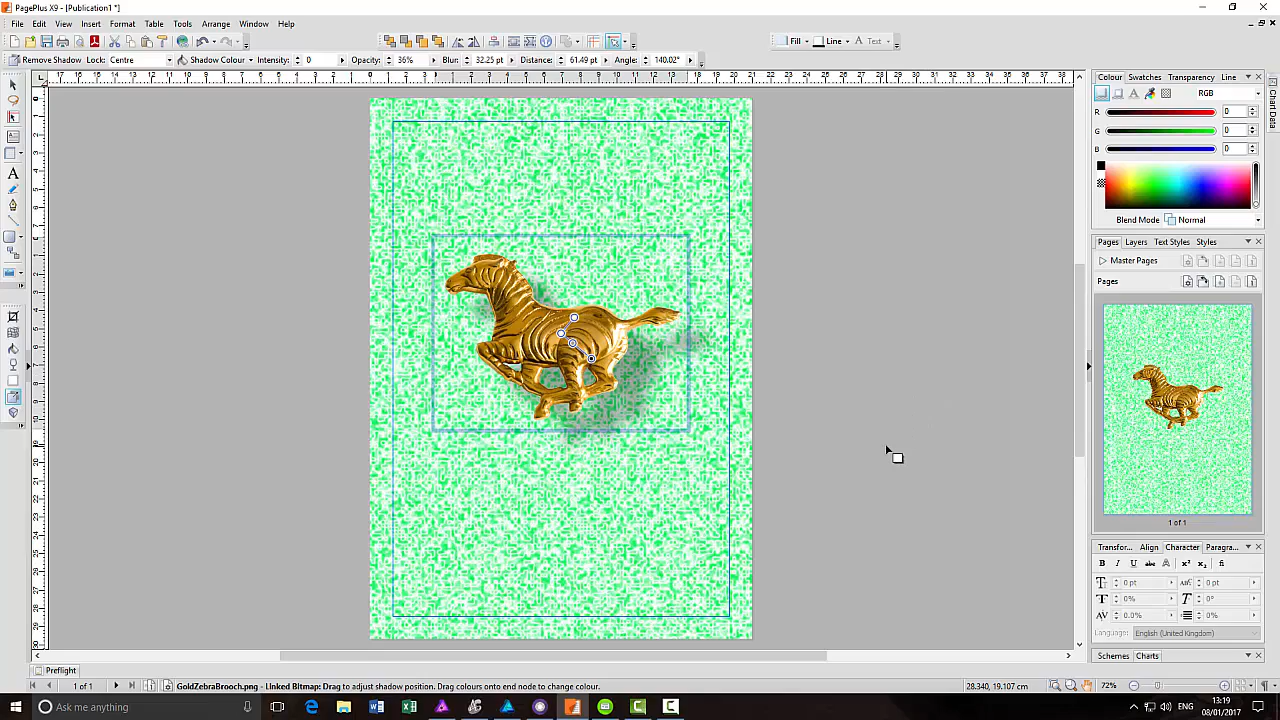 PagePlus X9 - [Publication1 *]
File Edit View Insert Format Table Tools Arrange Window Help
Fill Line Text
Remove Shadow Lock: Centre Shadow Colour Intensity: 0 Opacity: 36% Blur: 32.25 pt Distance: 61.49 pt Angle: 140.02°
Colour Swatches Transparency Line
RGB
R 0
G 0
B 0
Blend Mode Normal
Pages Layers Text Styles Styles
Master Pages
Pages
1 of 1
Transfor... Align Character Paragra...
B I U abc A
0 pt 0 pt
0% 0°
0.0% 0%
Language: English (United Kingdom)
Schemes Charts
Chart Data
Preflight
1 of 1 GoldZebraBrooch.png - Linked Bitmap: Drag to adjust shadow position. Drag colours onto end node to change colour. 28.340, 19.107 cm 72%
Ask me anything ENG 13:19
08/01/2017